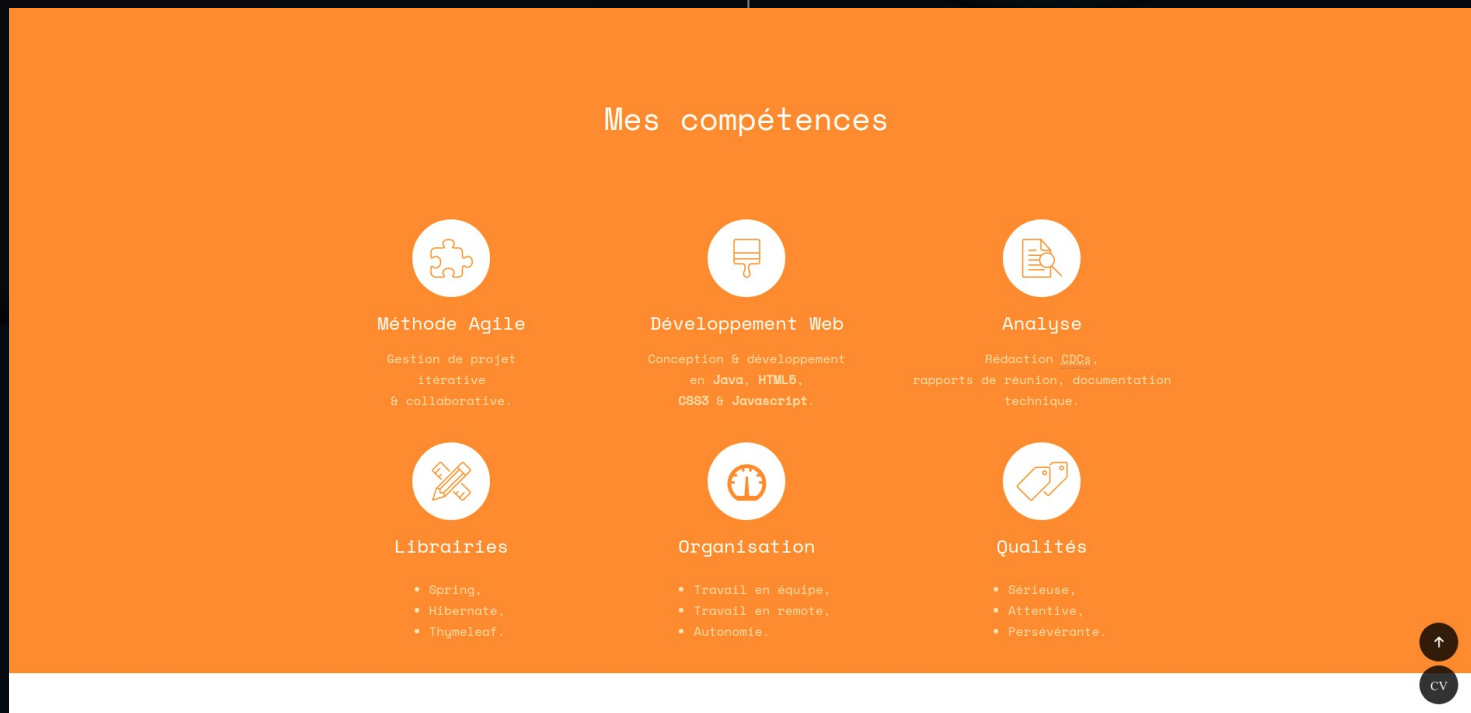 Mes compétences
Méthode Agile
Gestion de projet
itérative
& collaborative.
Développement Web
Conception & développement
en Java, HTML5,
CSS3 & Javascript.
Analyse
Rédaction CDCs,
rapports de réunion, documentation
technique.
Librairies
• Spring,
• Hibernate,
• Thymeleaf.
Organisation
• Travail en équipe,
• Travail en remote,
• Autonomie.
Qualités
• Sérieuse,
• Attentive,
• Persévérante.
CV